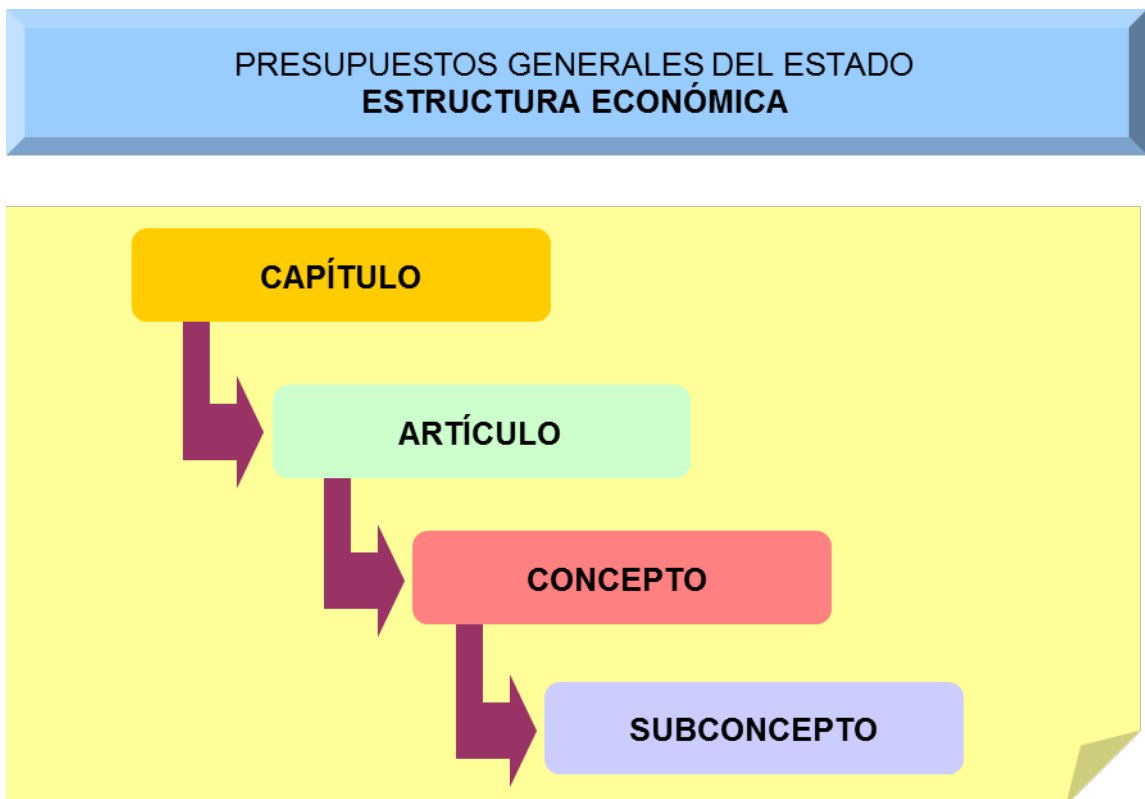 PRESUPUESTOS GENERALES DEL ESTADO
ESTRUCTURA ECONÓMICA
CAPÍTULO
ARTÍCULO
CONCEPTO
SUBCONCEPTO